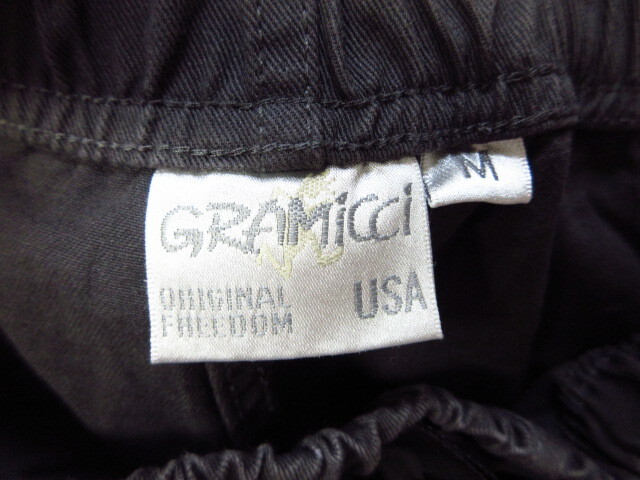 GRAMiCCi
ORIGINAL
FREEDOM
USA
M